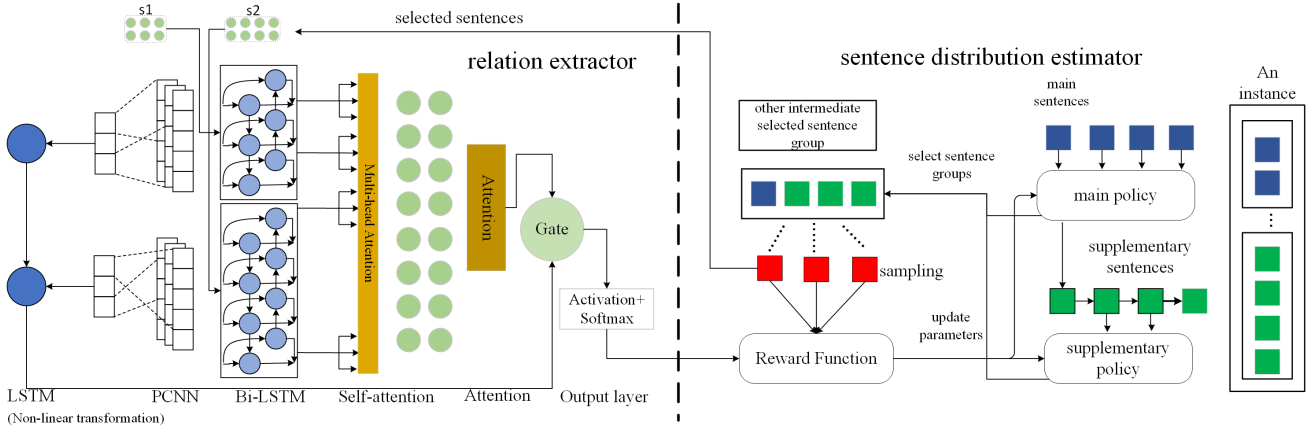 s1
s2
selected sentences
relation extractor
Multi-head Attention
Attention
Gate
Activation+
Softmax
LSTM
(Non-linear transformation)
PCNN
Bi-LSTM
Self-attention
Attention
Output layer
sentence distribution estimator
other intermediate
selected sentence
group
select sentence
groups
main
sentences
main policy
supplementary
sentences
sampling
update
parameters
Reward Function
supplementary
policy
An
instance